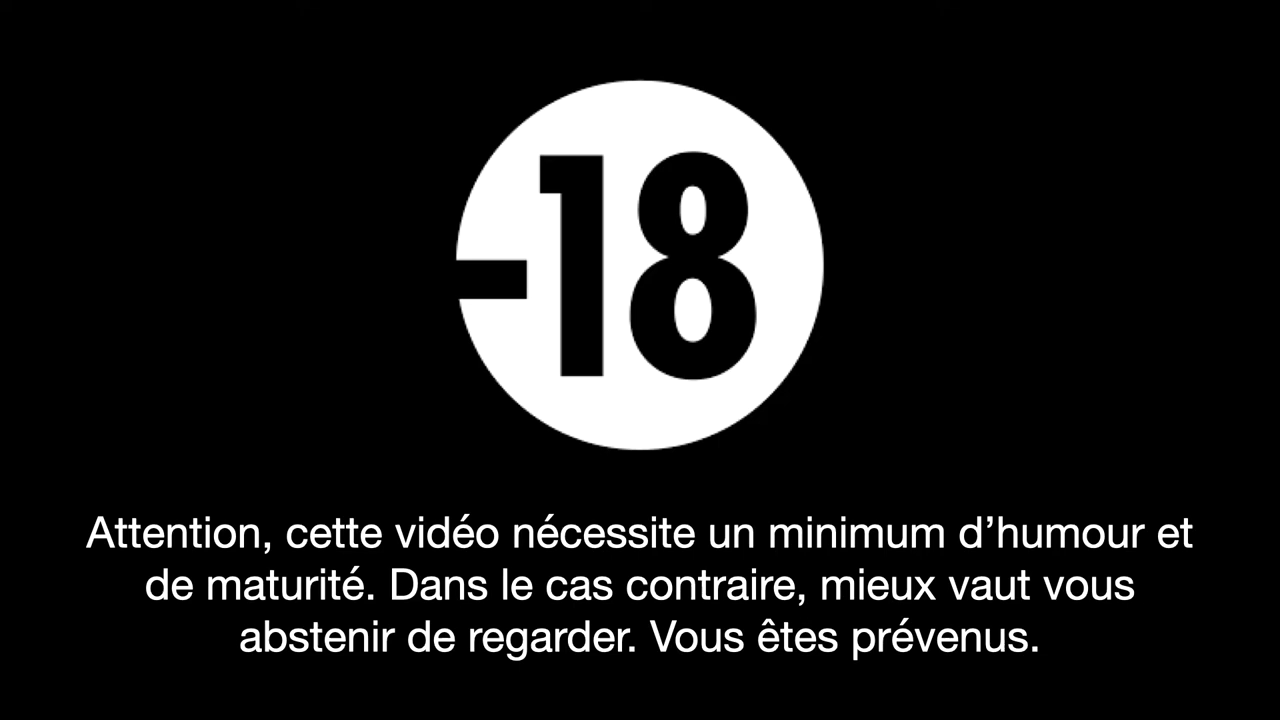 -18
Attention, cette vidéo nécessite un minimum d’humour et
de maturité. Dans le cas contraire, mieux vaut vous
abstenir de regarder. Vous êtes prévenus.